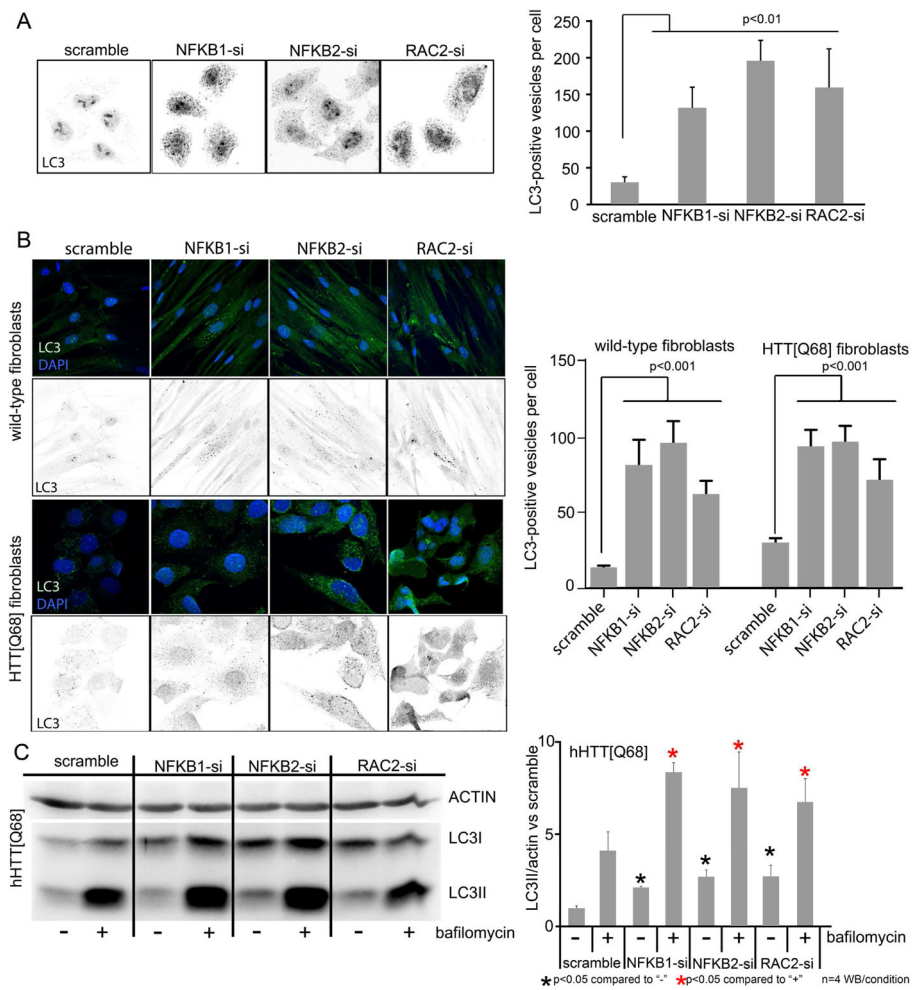 A
scramble NFKB1-si NFKB2-si RAC2-si
LC3
p<0.01
LC3-positive vesicles per cell
250
200
150
100
50
0
scramble NFKB1-si NFKB2-si RAC2-si
B
scramble NFKB1-si NFKB2-si RAC2-si
wild-type fibroblasts
LC3
DAPI
LC3
HTT[Q68] fibroblasts
LC3
DAPI
LC3
wild-type fibroblasts HTT[Q68] fibroblasts
p<0.001 p<0.001
LC3-positive vesicles per cell
150
100
50
0
scramble NFKB1-si NFKB2-si RAC2-si scramble NFKB1-si NFKB2-si RAC2-si
C
scramble NFKB1-si NFKB2-si RAC2-si
hHTT[Q68]
ACTIN
LC3I
LC3II
- + - + - + - + bafilomycin
hHTT[Q68]
LC3II/actin vs scramble
10
5
0
* * *
* * *
- + - + - + - + bafilomycin
scramble NFKB1-si NFKB2-si RAC2-si
*p<0.05 compared to "-" *p<0.05 compared to "+" n=4 WB/condition